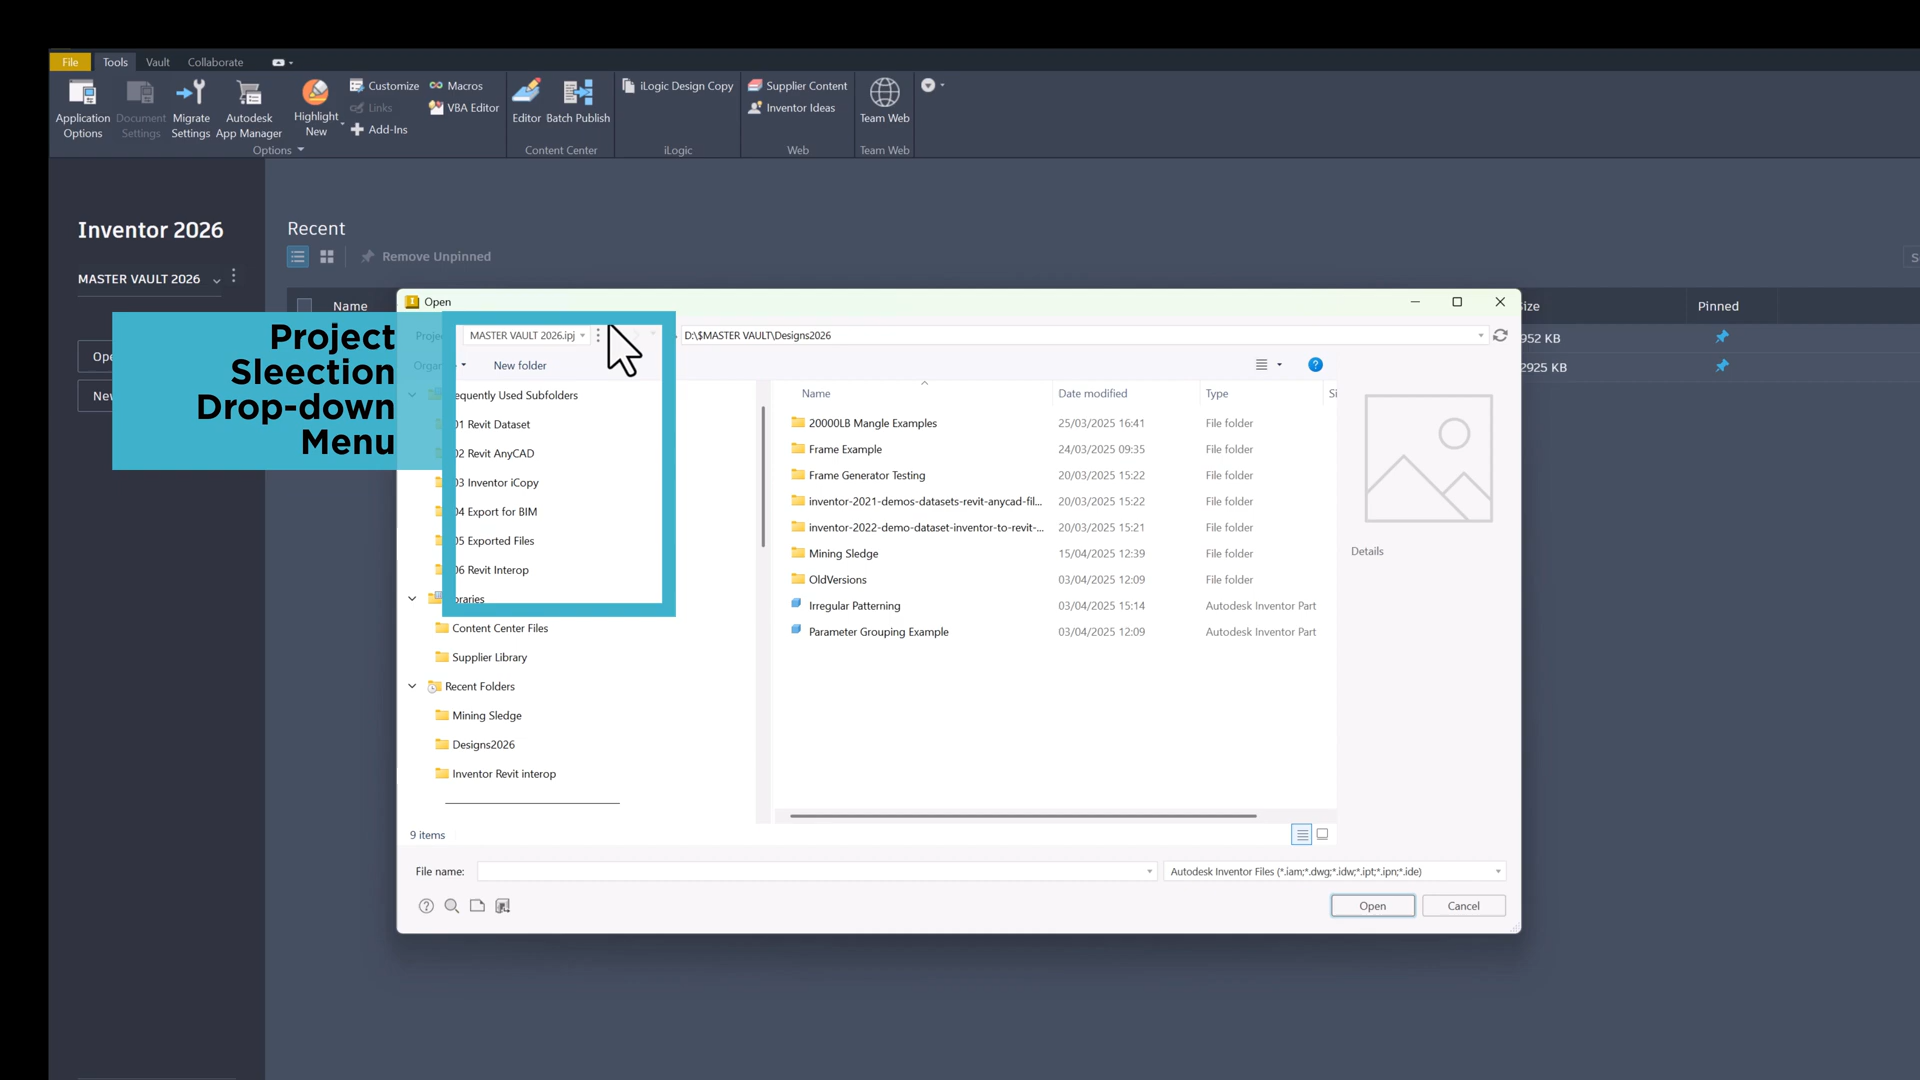 File Tools Vault Collaborate
Application Options
Document Settings
Migrate Settings
Autodesk App Manager
Highlight New
Customize
Links
Add-Ins
Macros
VBA Editor
Options
Editor
Batch Publish
Content Center
iLogic Design Copy
iLogic
Supplier Content
Inventor Ideas
Web
Team Web
Team Web
Inventor 2026
MASTER VAULT 2026
Recent
Remove Unpinned
Name
Pinned
952 KB
2925 KB
Project
Sleection
Drop-down
Menu
Open
MASTER VAULT 2026.ipj
D:\$MASTER VAULT\Designs2026
New folder
equently Used Subfolders
01 Revit Dataset
02 Revit AnyCAD
03 Inventor iCopy
04 Export for BIM
05 Exported Files
06 Revit Interop
braries
Content Center Files
Supplier Library
Recent Folders
Mining Sledge
Designs2026
Inventor Revit interop
Name Date modified Type Si
20000LB Mangle Examples 25/03/2025 16:41 File folder
Frame Example 24/03/2025 09:35 File folder
Frame Generator Testing 20/03/2025 15:22 File folder
inventor-2021-demos-datasets-revit-anycad-fil... 20/03/2025 15:22 File folder
inventor-2022-demo-dataset-inventor-to-revit-... 20/03/2025 15:21 File folder
Mining Sledge 15/04/2025 12:39 File folder
OldVersions 03/04/2025 12:09 File folder
Irregular Patterning 03/04/2025 15:14 Autodesk Inventor Part
Parameter Grouping Example 03/04/2025 12:09 Autodesk Inventor Part
Details
9 items
File name:
Autodesk Inventor Files (*.iam;*.dwg;*.idw;*.ipt;*.ipn;*.ide)
Open
Cancel